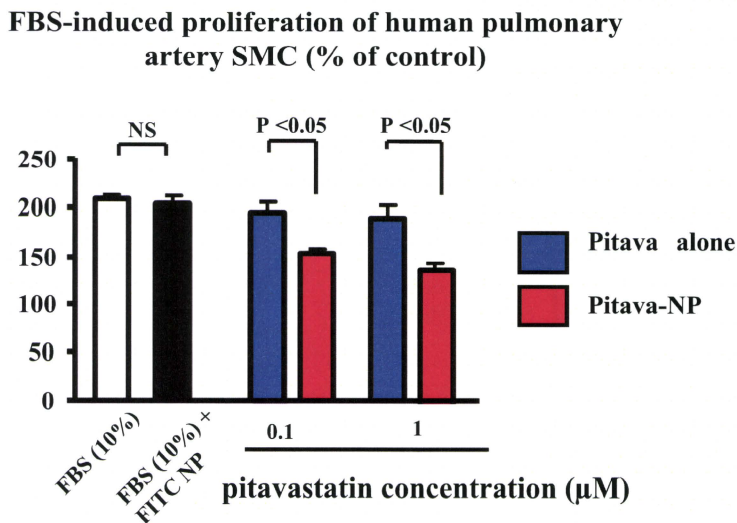 FBS-induced proliferation of human pulmonary
artery SMC (% of control)
NS
P <0.05
P <0.05
250
200
150
100
50
0
Pitava alone
Pitava-NP
FBS (10%)
FBS (10%) +
FITC NP
0.1
1
pitavastatin concentration (µM)